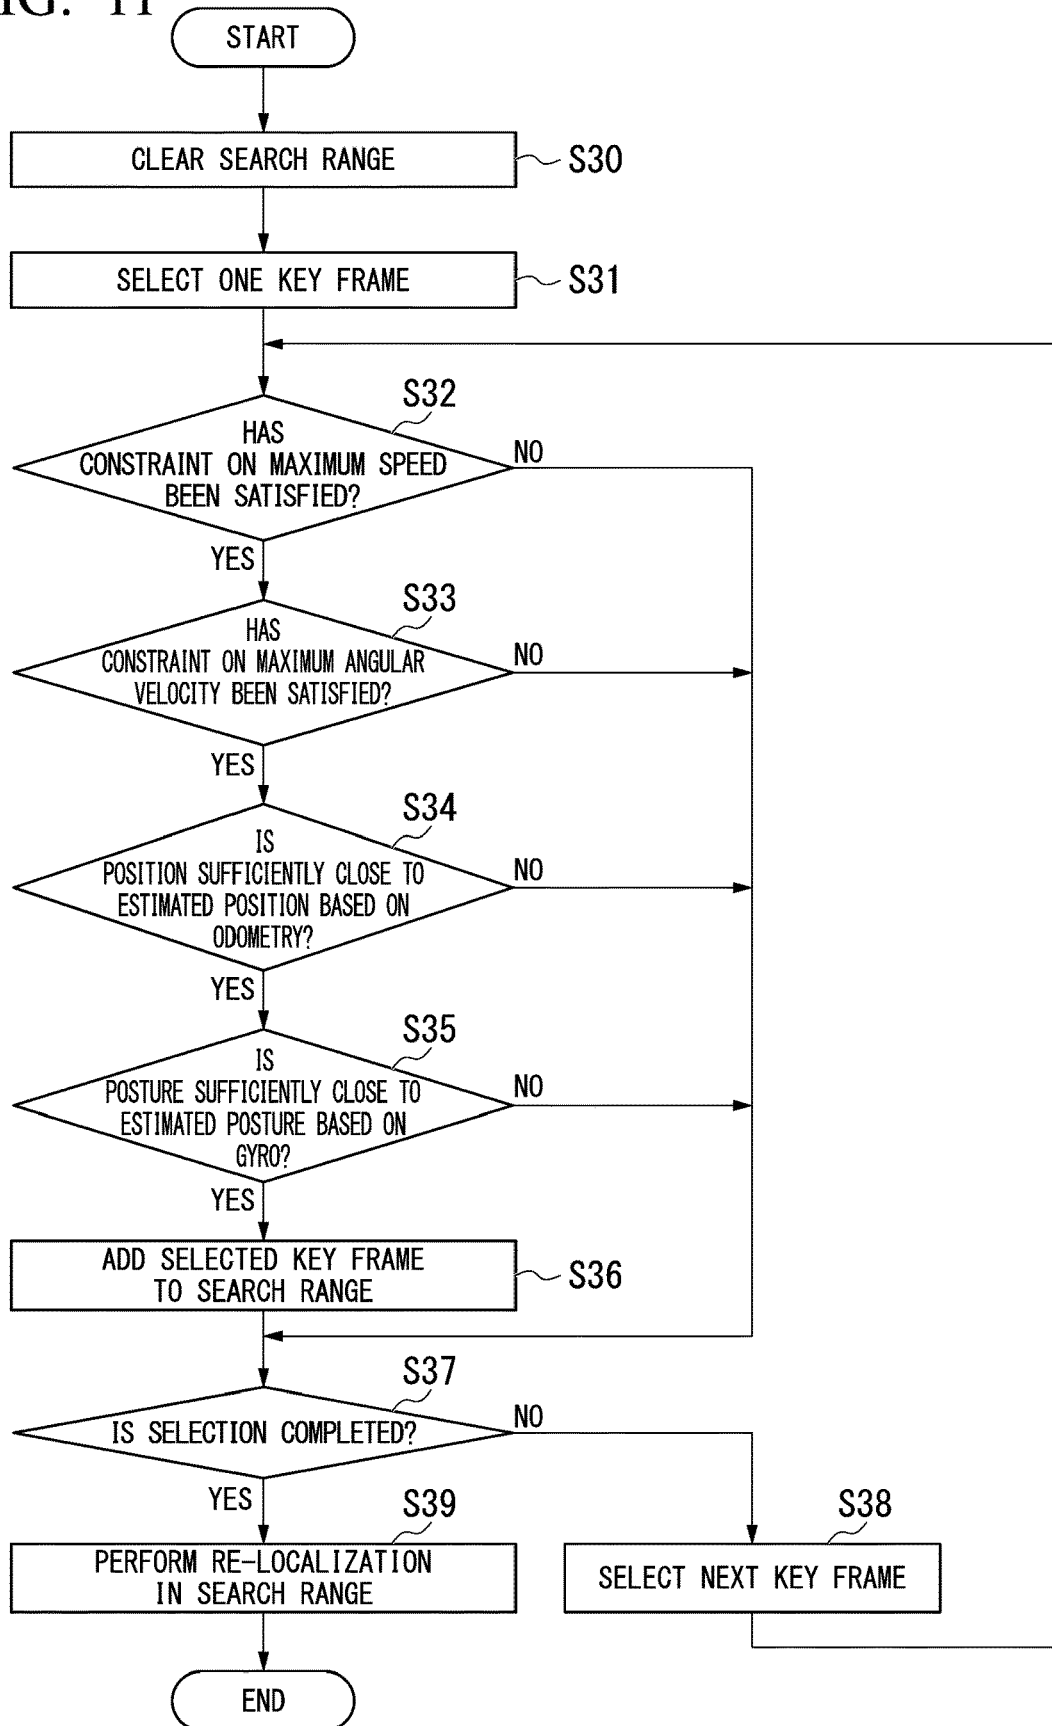 FIG. 11
START
CLEAR SEARCH RANGE
S30
SELECT ONE KEY FRAME
S31
S32
HAS
CONSTRAINT ON MAXIMUM SPEED
BEEN SATISFIED?
NO
YES
S33
HAS
CONSTRAINT ON MAXIMUM ANGULAR
VELOCITY BEEN SATISFIED?
NO
YES
S34
IS
POSITION SUFFICIENTLY CLOSE TO
ESTIMATED POSITION BASED ON
ODOMETRY?
NO
YES
S35
IS
POSTURE SUFFICIENTLY CLOSE TO
ESTIMATED POSTURE BASED ON
GYRO?
NO
YES
ADD SELECTED KEY FRAME
TO SEARCH RANGE
S36
S37
IS SELECTION COMPLETED?
NO
YES
S39
PERFORM RE-LOCALIZATION
IN SEARCH RANGE
S38
SELECT NEXT KEY FRAME
END